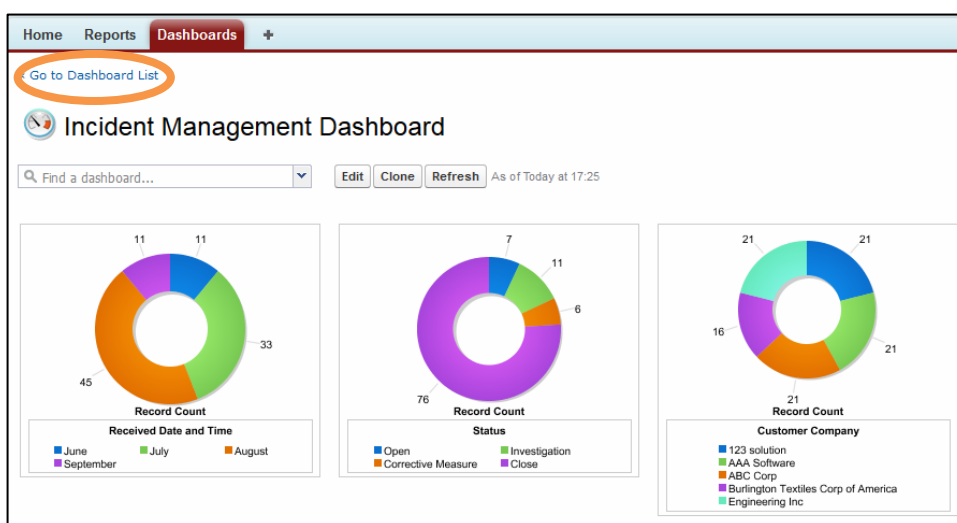 Home Reports Dashboards +
‹ Go to Dashboard List
Incident Management Dashboard
Find a dashboard...
Edit Clone Refresh As of Today at 17:25
11 11
33
45
Record Count
Received Date and Time
June July August
September
7
11
6
76
Record Count
Status
Open Investigation
Corrective Measure Close
21 21
16
21
21
Record Count
Customer Company
123 solution
AAA Software
ABC Corp
Burlington Textiles Corp of America
Engineering Inc